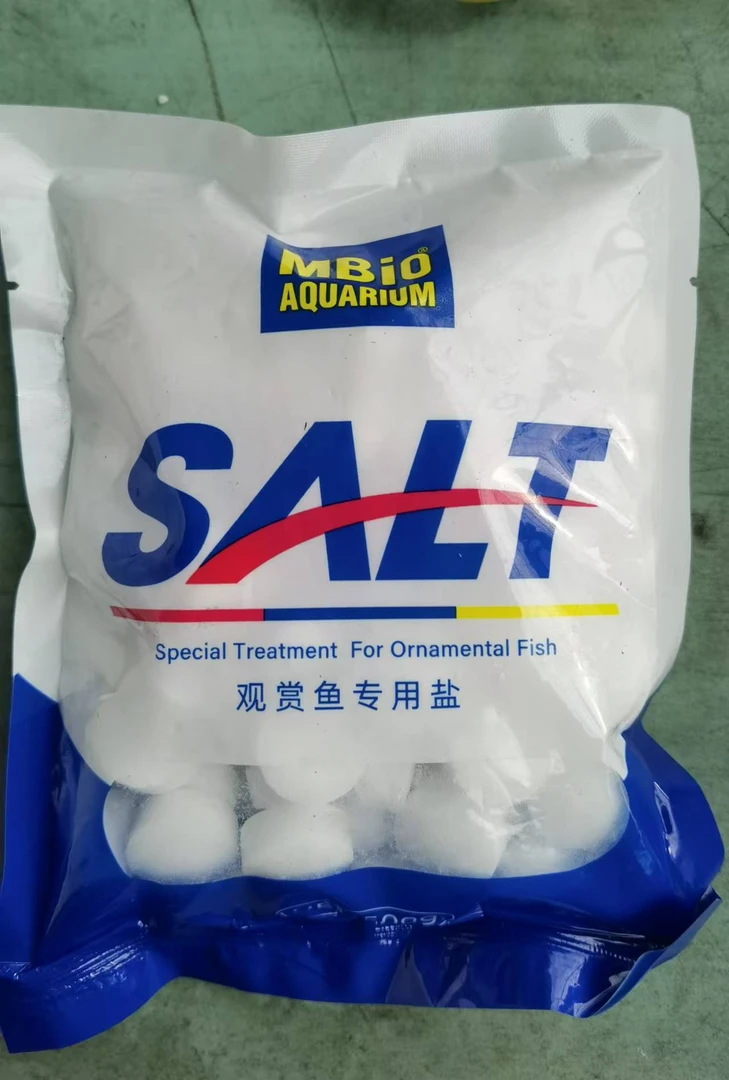 MBiO®
AQUARIUM
SALT
Special Treatment For Ornamental Fish
观赏鱼专用盐